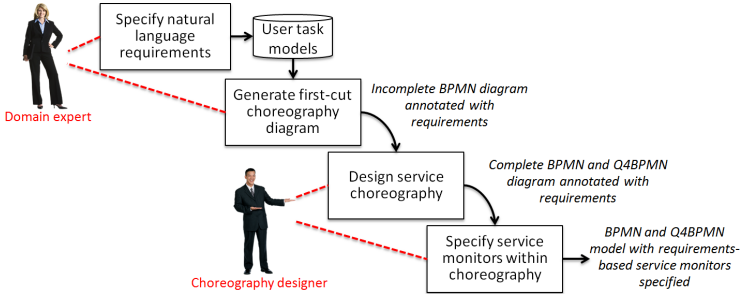 Specify natural
language
requirements
User task
models
Domain expert
Generate first-cut
choreography
diagram
Incomplete BPMN diagram
annotated with
requirements
Design service
choreography
Complete BPMN and Q4BPMN
diagram annotated with
requirements
Choreography designer
Specify service
monitors within
choreography
BPMN and Q4BPMN
model with requirements-
based service monitors
specified